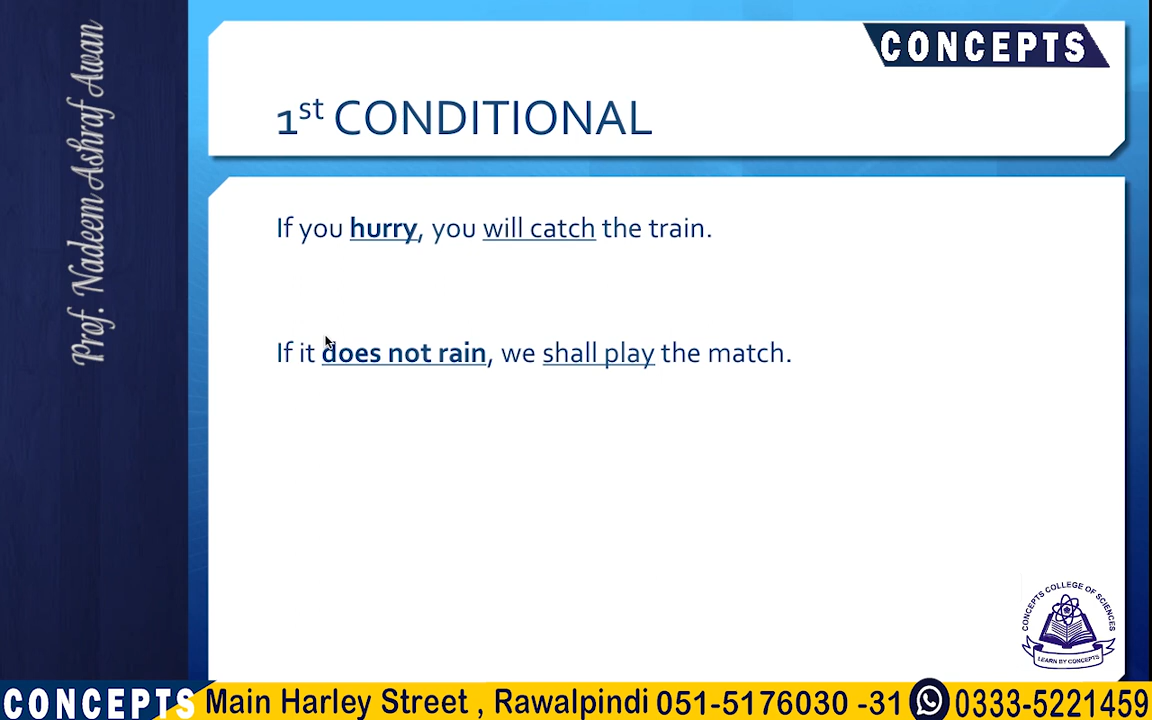 Prof. Nadeem Ashraf Awan
CONCEPTS
1st CONDITIONAL
If you hurry, you will catch the train.
If it does not rain, we shall play the match.
CONCEPTS COLLEGE OF SCIENCES
LEARN BY CONCEPTS
CONCEPTS Main Harley Street , Rawalpindi 051-5176030 -31 0333-5221459